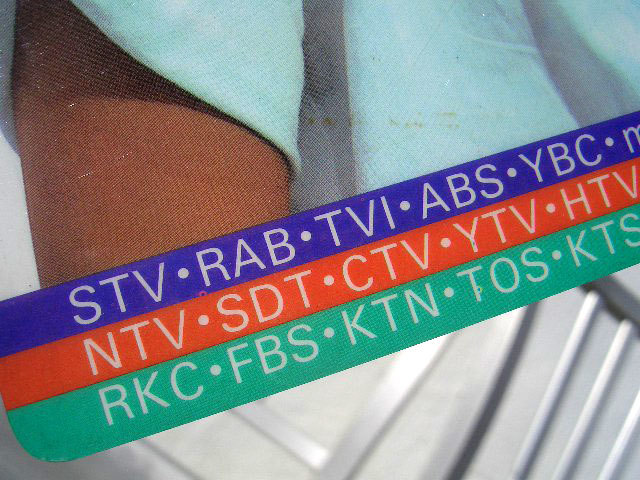 STV•RAB•TVI•ABS•YBC•m
NTV•SDT•CTV•YTV•HTV
RKC•FBS•KTN•TOS•KTS